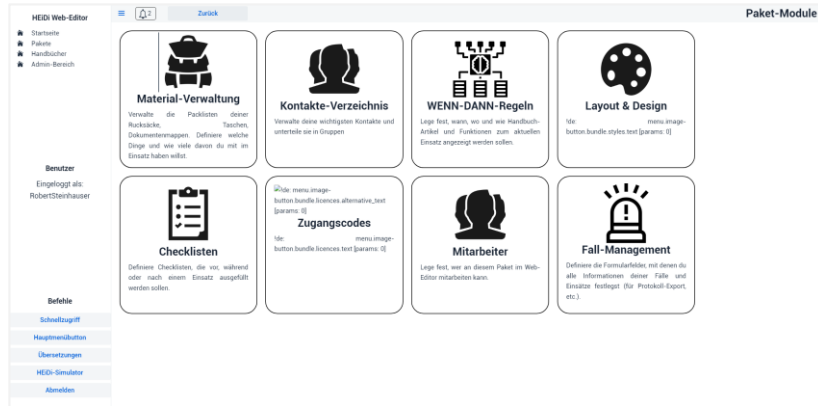 HEiDi Web-Editor
Startseite
Pakete
Handbücher
Admin-Bereich
Benutzer
Eingeloggt als:
RobertSteinhauser
Befehle
Schnellzugriff
Hauptmenübutton
Übersetzungen
HEiDi-Simulator
Abmelden
2
Zurück
Paket-Module
Material-Verwaltung
Verwalte die Packlisten deiner
Rucksäcke, Taschen,
Dokumentenmappen. Definiere welche
Dinge und wie viele davon du mit im
Einsatz haben willst.
Kontakte-Verzeichnis
Verwalte deine wichtigsten Kontakte und
unterteile sie in Gruppen
WENN-DANN-Regeln
Lege fest, wann, wo und wie Handbuch-
Artikel und Funktionen zum aktuellen
Einsatz angezeigt werden sollen.
Layout & Design
!de: menu.image-
button.bundle.styles.text [params: 0]
Checklisten
Definiere Checklisten, die vor, während
oder nach einem Einsatz ausgefüllt
werden sollen.
!de: menu.image-
button.bundle.licences.alternative_text
[params: 0]
Zugangscodes
!de: menu.image-
button.bundle.licences.text [params: 0]
Mitarbeiter
Lege fest, wer an diesem Paket im Web-
Editor mitarbeiten kann.
Fall-Management
Definiere die Formularfelder, mit denen du
alle Informationen deiner Fälle und
Einsätze festlegst (für Protokoll-Export,
etc.).